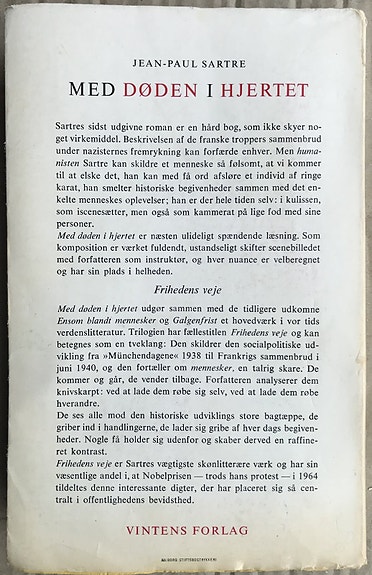 JEAN-PAUL SARTRE
MED DØDEN I HJERTET
Sartres sidst udgivne roman er en hård bog, som ikke skyer no-
get virkemiddel. Beskrivelsen af de franske troppers sammenbrud
under nazisternes fremrykning kan forfærde enhver. Men huma-
nisten Sartre kan skildre et menneske så følsomt, at vi kommer
til at elske det, han kan med få ord afsløre et individ af ringe
karat, han smelter historiske begivenheder sammen med det en-
kelte menneskes oplevelser; han er der hele tiden selv: i kulissen,
som iscenesætter, men også som kammerat på lige fod med sine
personer.
Med døden i hjertet er næsten ulideligt spændende læsning. Som
komposition er værket fuldendt, ustandseligt skifter scenebilledet
med forfatteren som instruktør, og hver nuance er velberegnet
og har sin plads i helheden.
Frihedens veje
Med døden i hjertet udgør sammen med de tidligere udkomne
Ensom blandt mennesker og Galgenfrist et hovedværk i vor tids
verdenslitteratur. Trilogien har fællestitlen Frihedens veje og kan
betegnes som en tveklang: Den skildrer den socialpolitiske ud-
vikling fra »Münchendagene« 1938 til Frankrigs sammenbrud i
juni 1940, og den fortæller om mennesker, en talrig skare. De
kommer og går, de vender tilbage. Forfatteren analyserer dem
knivskarpt: ved at lade dem røbe sig selv, ved at lade dem røbe
hverandre.
De ses alle mod den historiske udviklings store bagtæppe, de
griber ind i handlingerne, de lader sig gribe af hver dags begiven-
heder. Nogle få holder sig udenfor og skaber derved en raffine-
ret kontrast.
Frihedens veje er Sartres vægtigste skønlitterære værk og har sin
væsentlige andel i, at Nobelprisen — trods hans protest — i 1964
tildeltes denne interessante digter, der har placeret sig så cen-
tralt i offentlighedens bevidsthed.
VINTENS FORLAG